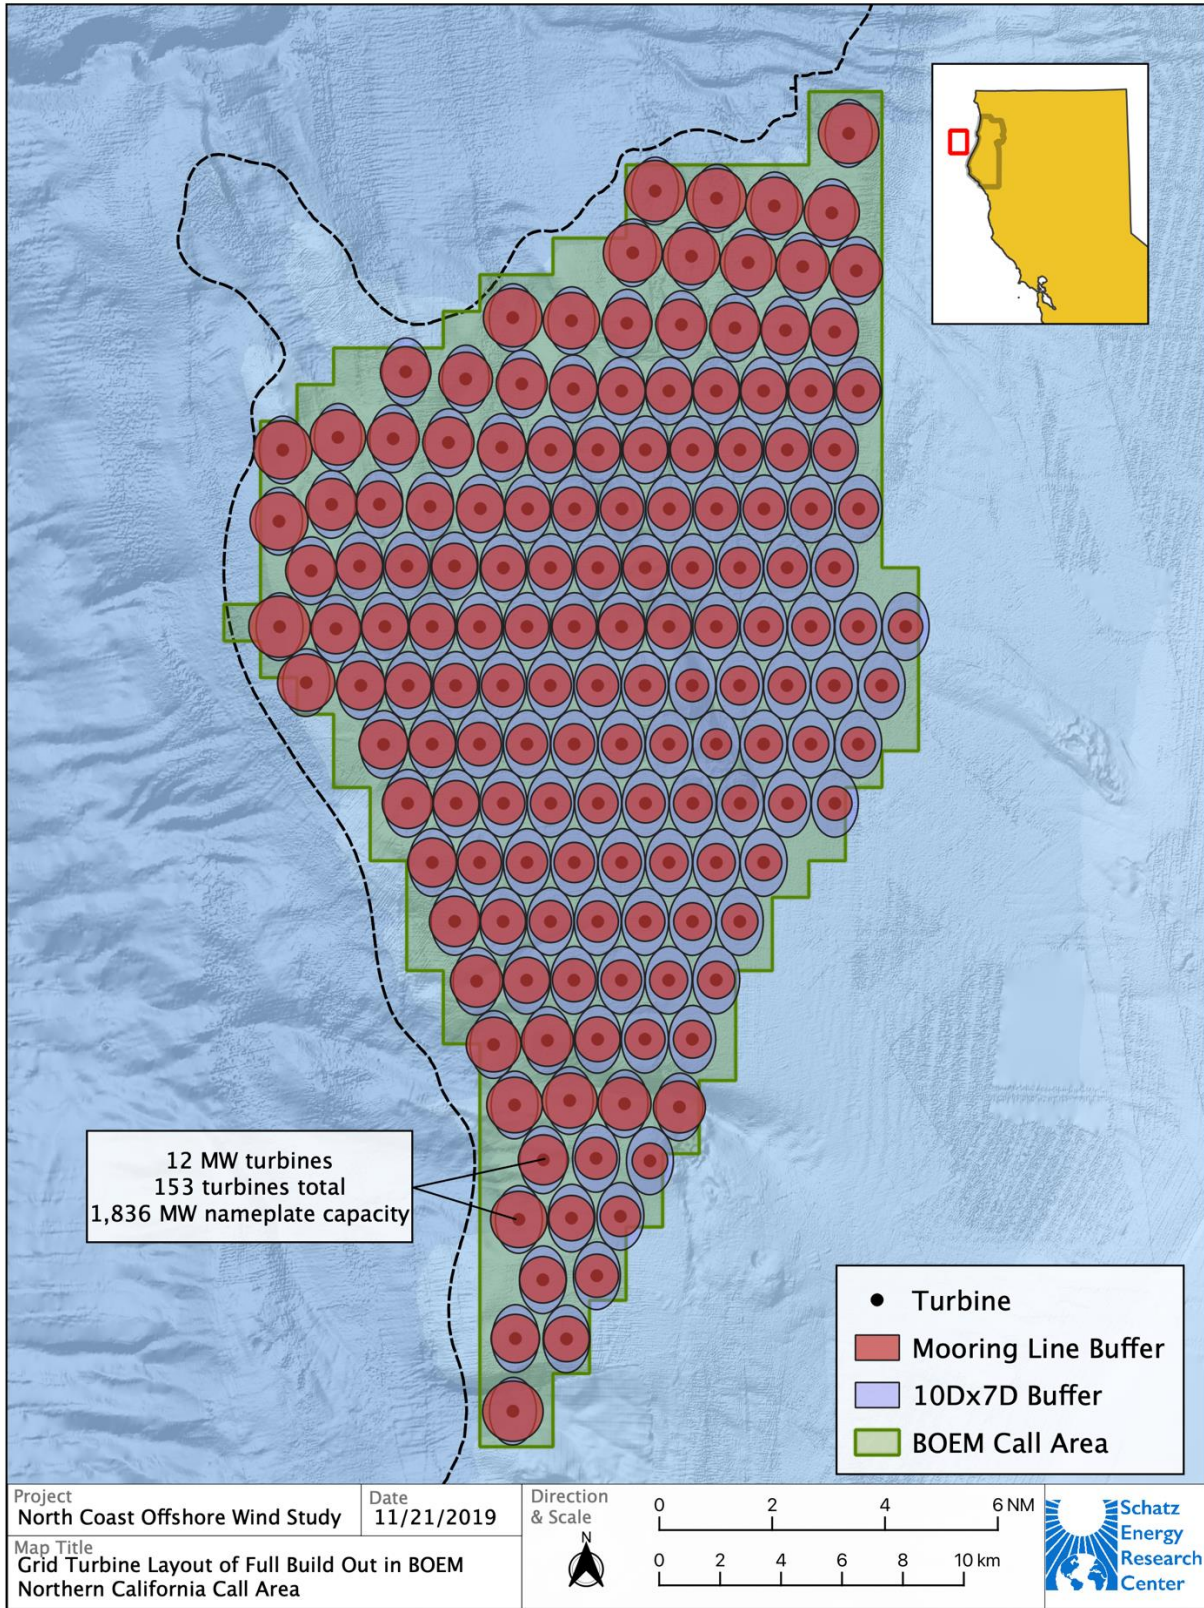 12 MW turbines
153 turbines total
1,836 MW nameplate capacity
Turbine
Mooring Line Buffer
10Dx7D Buffer
BOEM Call Area
Project
North Coast Offshore Wind Study
Date
11/21/2019
Map Title
Grid Turbine Layout of Full Build Out in BOEM
Northern California Call Area
Direction
& Scale
N
0 2 4 6 NM
0 2 4 6 8 10 km
Schatz
Energy
Research
Center